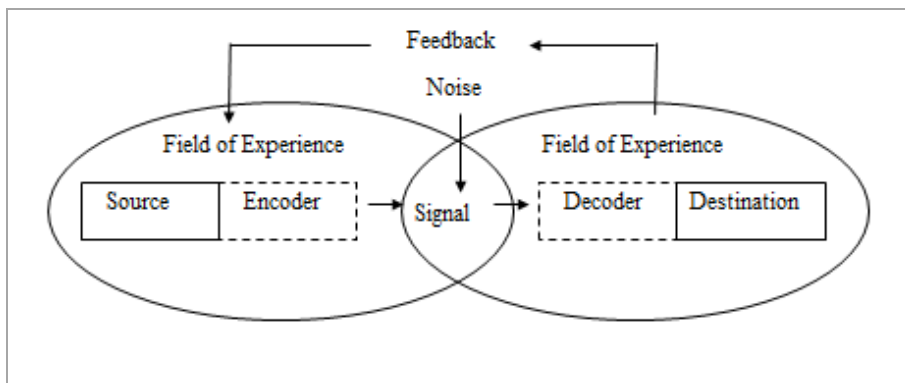 Feedback
Noise
Field of Experience
Field of Experience
Source
Encoder
Signal
Decoder
Destination